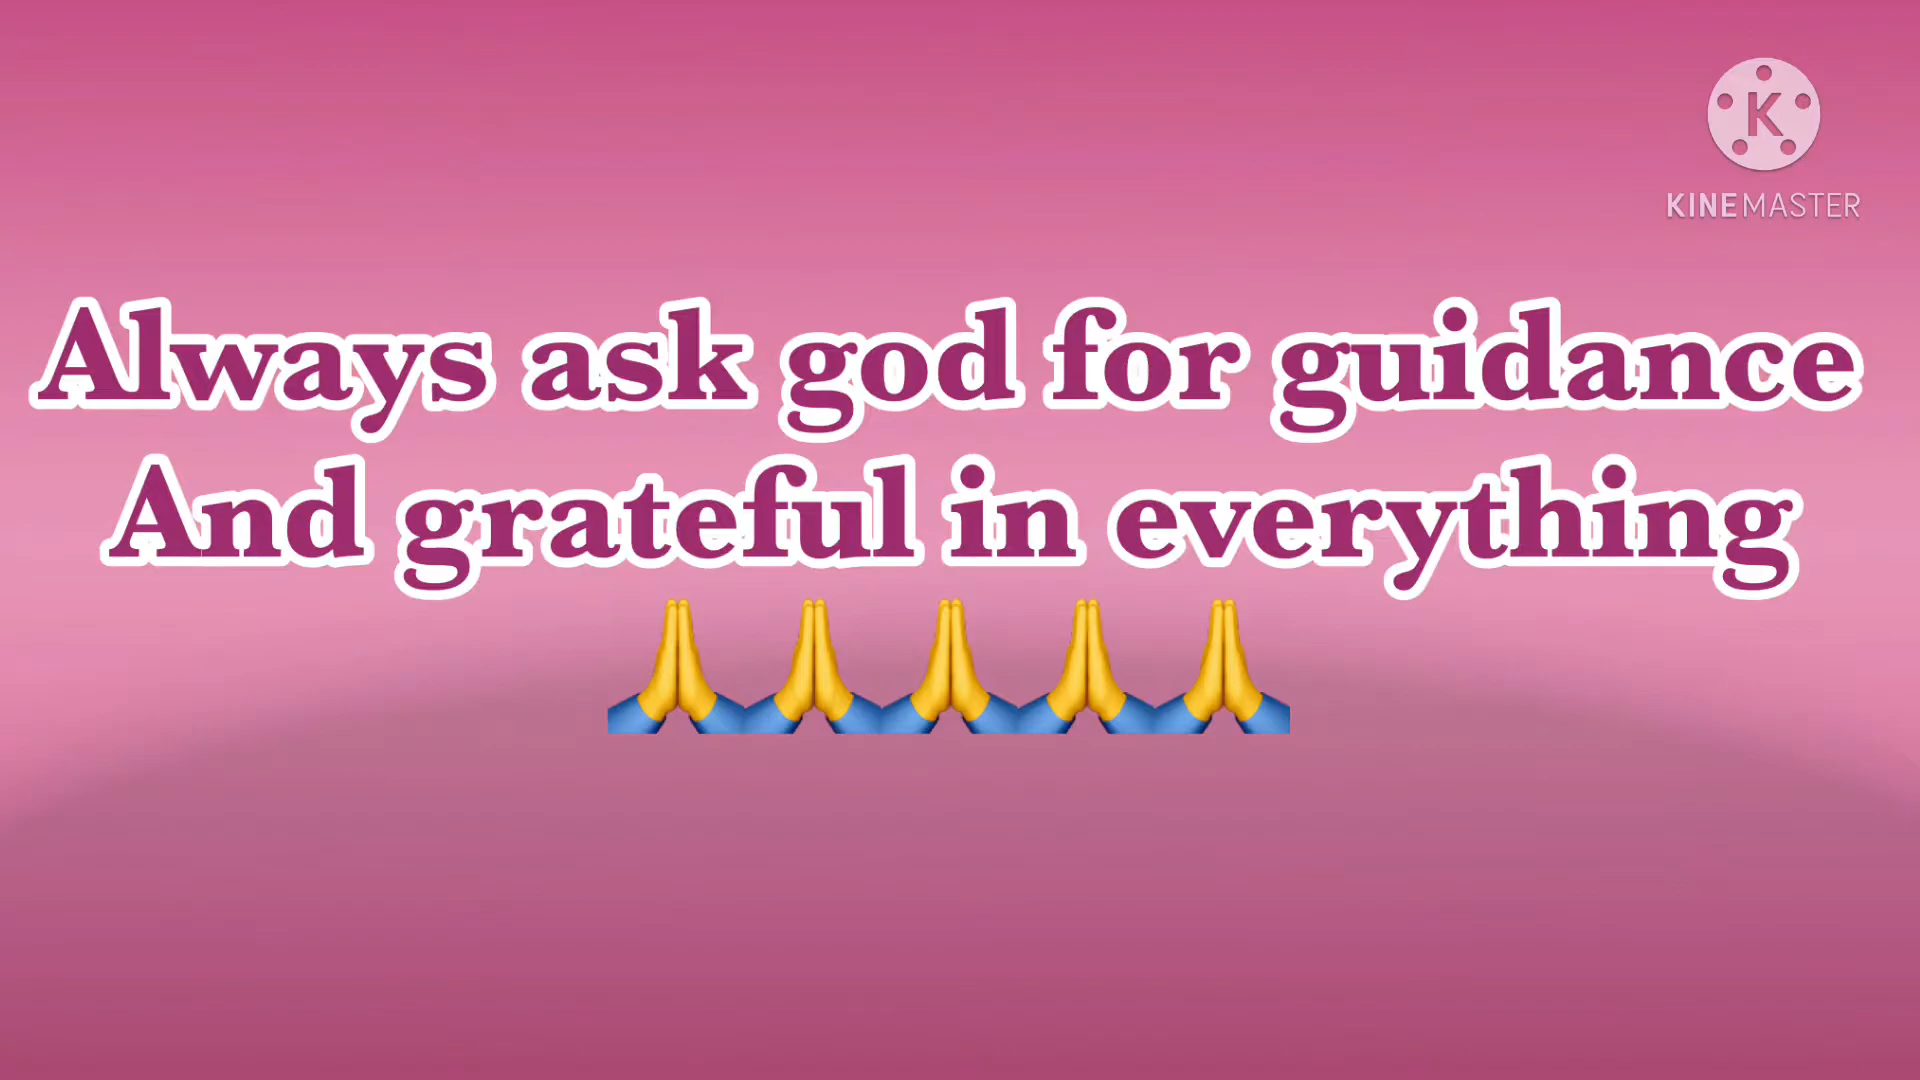 K
KINEMASTER
Always ask god for guidance
And grateful in everything
🙏🙏🙏🙏🙏